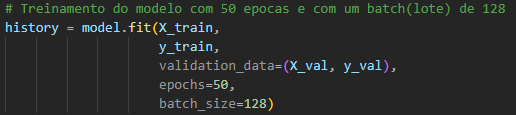 # Treinamento do modelo com 50 epocas e com um batch(lote) de 128
history = model.fit(X_train,
y_train,
validation_data=(X_val, y_val),
epochs=50,
batch_size=128)